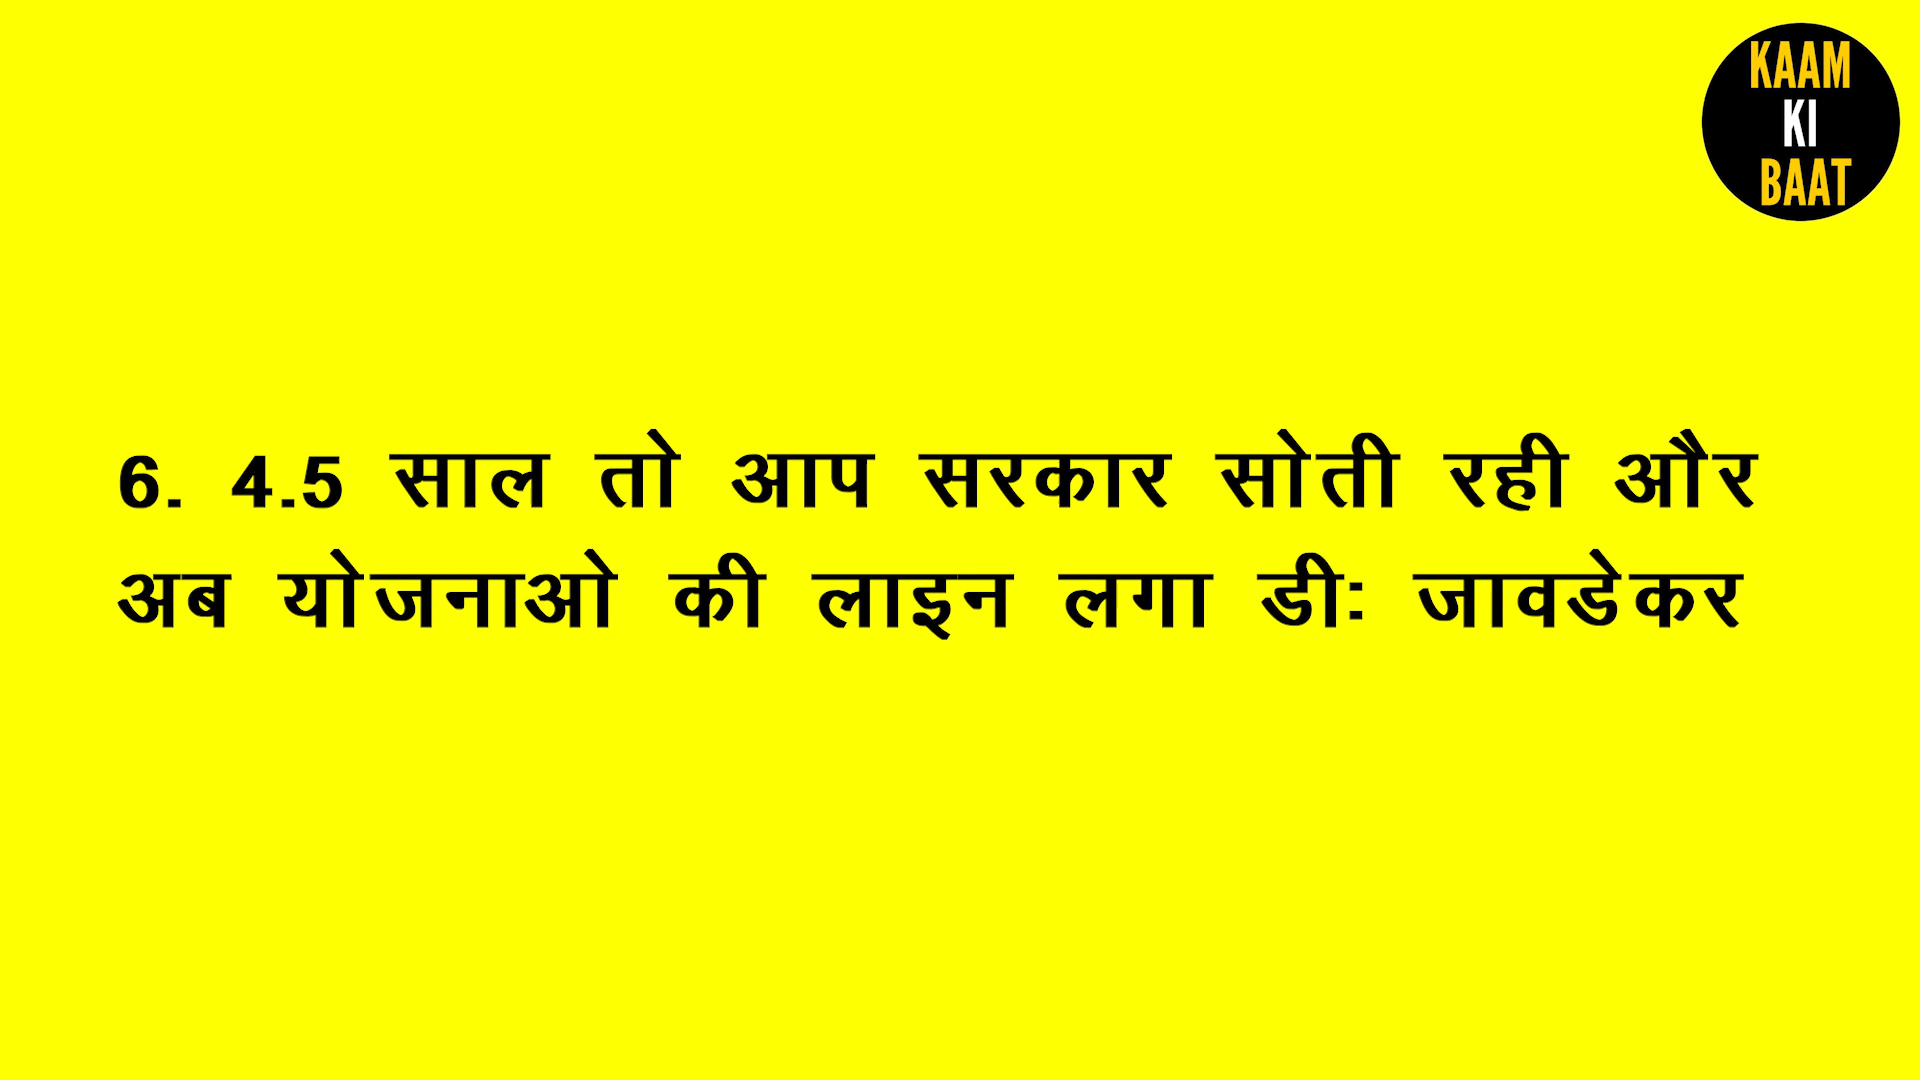 KAAM
KI
BAAT
6. 4.5 साल तो आप सरकार सोती रही और
अब योजनाओ की लाइन लगा डीः जावडेकर